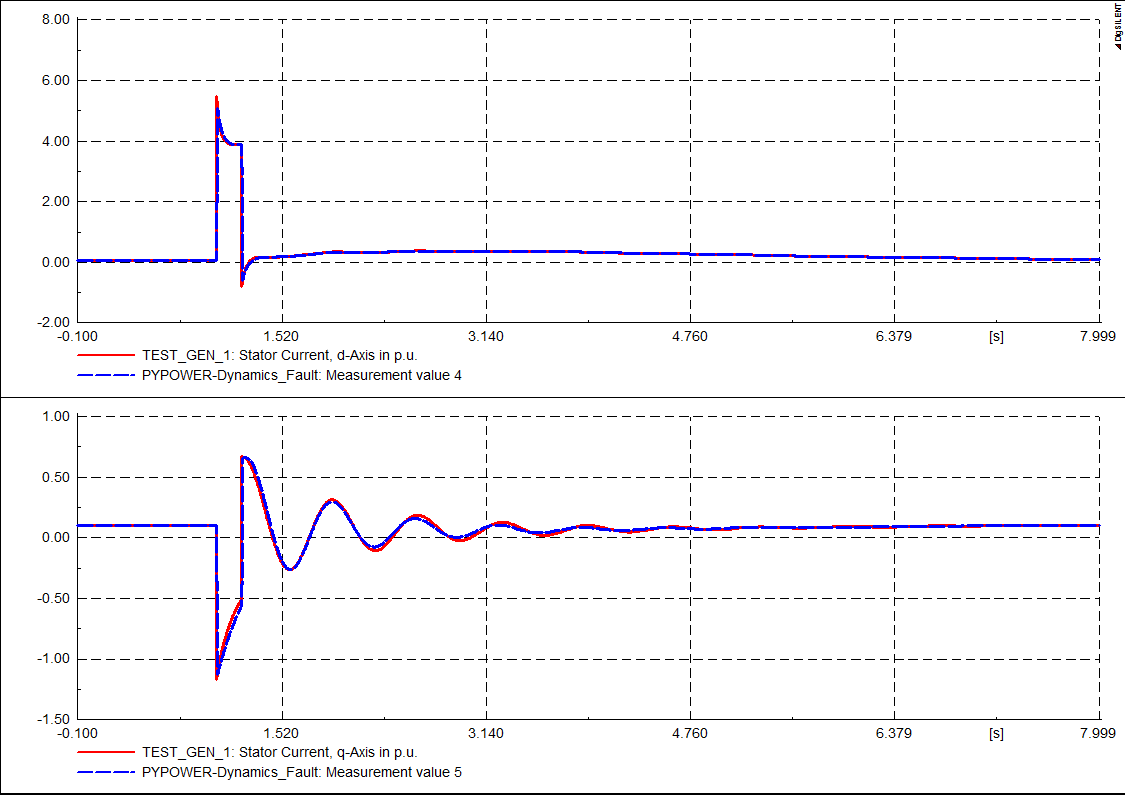 DIgSILENT
8.00
6.00
4.00
2.00
0.00
-2.00
-0.100 1.520 3.140 4.760 6.379 [s] 7.999
TEST_GEN_1: Stator Current, d-Axis in p.u.
PYPOWER-Dynamics_Fault: Measurement value 4
1.00
0.50
0.00
-0.50
-1.00
-1.50
-0.100 1.520 3.140 4.760 6.379 [s] 7.999
TEST_GEN_1: Stator Current, q-Axis in p.u.
PYPOWER-Dynamics_Fault: Measurement value 5